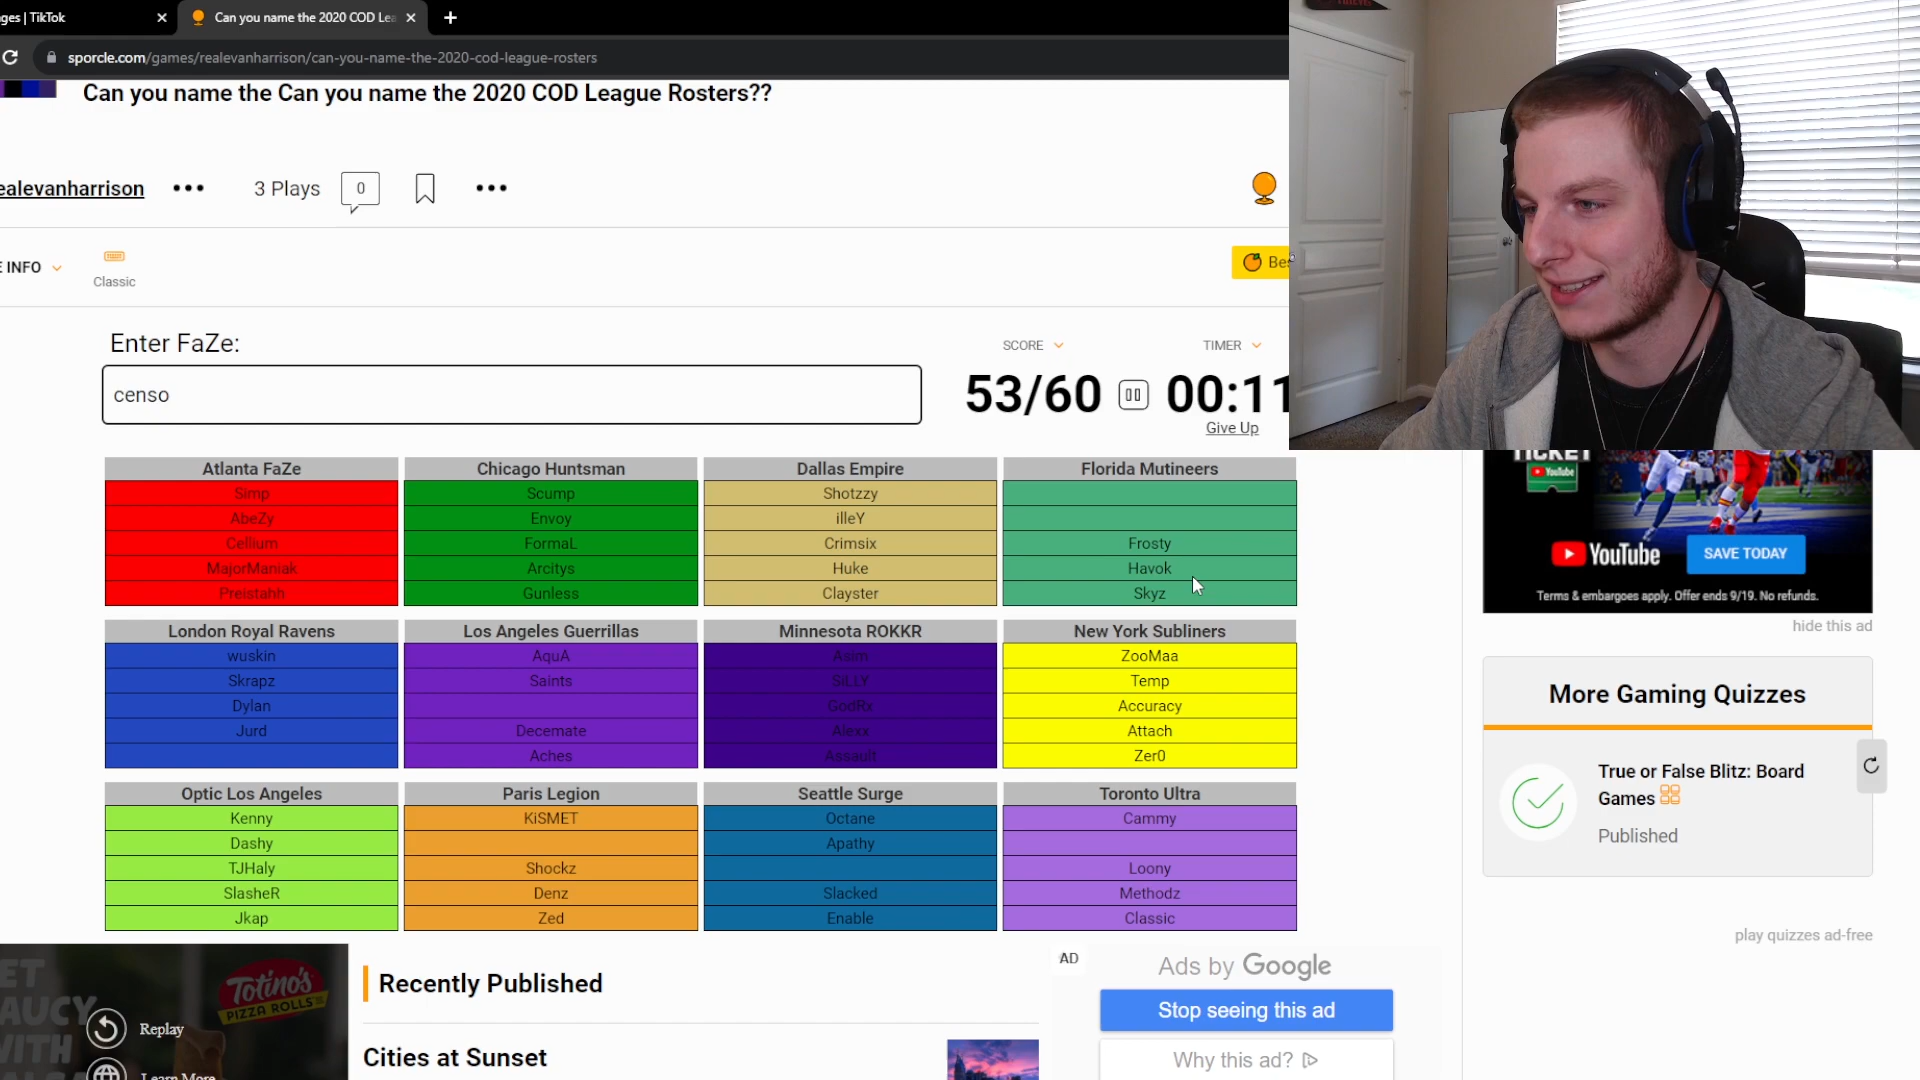 ges | TikTok
Can you name the 2020 COD Lea
sporcle.com/games/realevanharrison/can-you-name-the-2020-cod-league-rosters
Can you name the Can you name the 2020 COD League Rosters??
ealevanharrison
3 Plays
0
E INFO
Classic
Bes
Enter FaZe:
censo
SCORE
53/60
TIMER
00:11
Give Up
Atlanta FaZe
Simp
AbeZy
Cellium
MajorManiak
Preistahh
Chicago Huntsman
Scump
Envoy
FormaL
Arcitys
Gunless
Dallas Empire
Shotzzy
illeY
Crimsix
Huke
Clayster
Florida Mutineers
Frosty
Havok
Skyz
London Royal Ravens
wuskin
Skrapz
Dylan
Jurd
Los Angeles Guerrillas
AquA
Saints
Decemate
Aches
Minnesota ROKKR
Asim
SiLLY
GodRx
Alexx
Assault
New York Subliners
ZooMaa
Temp
Accuracy
Attach
Zer0
Optic Los Angeles
Kenny
Dashy
TJHaly
SlasheR
Jkap
Paris Legion
KiSMET
Shockz
Denz
Zed
Seattle Surge
Octane
Apathy
Slacked
Enable
Toronto Ultra
Cammy
Loony
Methodz
Classic
TICKET
YouTube
YouTube
SAVE TODAY
Terms & embargoes apply. Offer ends 9/19. No refunds.
hide this ad
More Gaming Quizzes
True or False Blitz: Board
Games
Published
play quizzes ad-free
ET
AUCY
WITH
Totino's
PIZZA ROLLS
Replay
Learn More
Recently Published
Cities at Sunset
AD
Ads by Google
Stop seeing this ad
Why this ad?